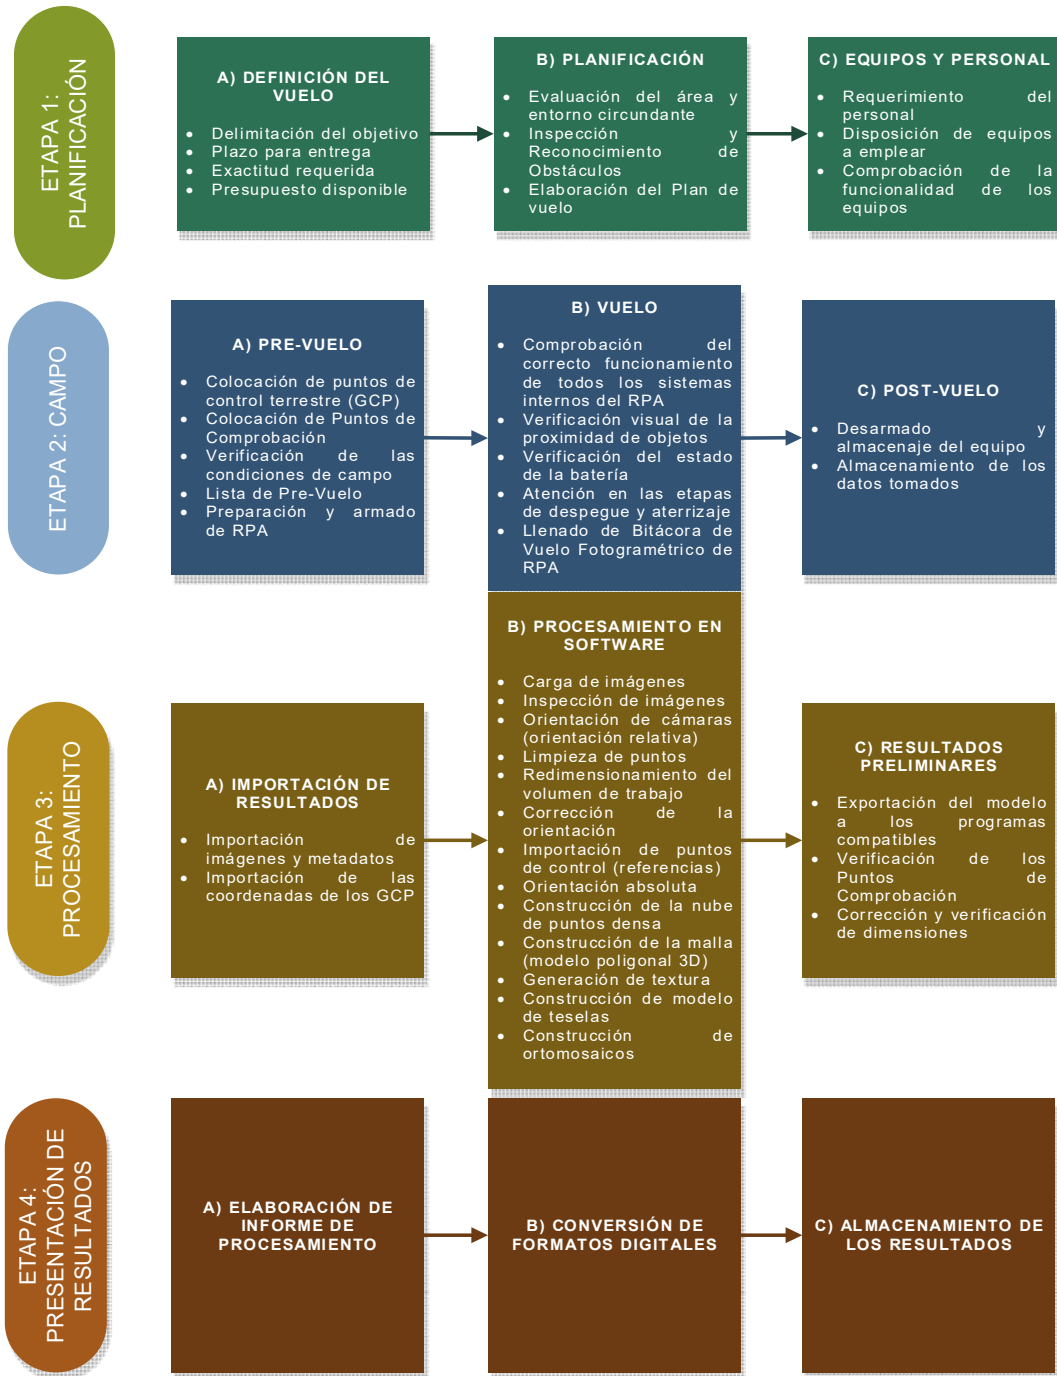 ETAPA 1:
PLANIFICACIÓN
A) DEFINICIÓN DEL
VUELO
• Delimitación del objetivo
• Plazo para entrega
• Exactitud requerida
• Presupuesto disponible
B) PLANIFICACIÓN
• Evaluación del área y
entorno circundante
• Inspección y
Reconocimiento de
Obstáculos
• Elaboración del Plan de
vuelo
C) EQUIPOS Y PERSONAL
• Requerimiento del
personal
• Disposición de equipos
a emplear
• Comprobación de la
funcionalidad de los
equipos
ETAPA 2: CAMPO
A) PRE-VUELO
• Colocación de puntos de
control terrestre (GCP)
• Colocación de Puntos de
Comprobación
• Verificación de las
condiciones de campo
• Lista de Pre-Vuelo
• Preparación y armado
de RPA
B) VUELO
• Comprobación del
correcto funcionamiento
de todos los sistemas
internos del RPA
• Verificación visual de la
proximidad de objetos
• Verificación del estado
de la batería
• Atención en las etapas
de despegue y aterrizaje
• Llenado de Bitácora de
Vuelo Fotogramétrico de
RPA
C) POST-VUELO
• Desarmado y
almacenaje del equipo
• Almacenamiento de los
datos tomados
ETAPA 3:
PROCESAMIENTO
A) IMPORTACIÓN DE
RESULTADOS
• Importación de
imágenes y metadatos
• Importación de las
coordenadas de los GCP
B) PROCESAMIENTO EN
SOFTWARE
• Carga de imágenes
• Inspección de imágenes
• Orientación de cámaras
(orientación relativa)
• Limpieza de puntos
• Redimensionamiento del
volumen de trabajo
• Corrección de la
orientación
• Importación de puntos
de control (referencias)
• Orientación absoluta
• Construcción de la nube
de puntos densa
• Construcción de la malla
(modelo poligonal 3D)
• Generación de textura
• Construcción de modelo
de teselas
• Construcción de
ortomosaicos
C) RESULTADOS
PRELIMINARES
• Exportación del modelo
a los programas
compatibles
• Verificación de los
Puntos de
Comprobación
• Corrección y verificación
de dimensiones
ETAPA 4:
PRESENTACIÓN DE
RESULTADOS
A) ELABORACIÓN DE
INFORME DE
PROCESAMIENTO
B) CONVERSIÓN DE
FORMATOS DIGITALES
C) ALMACENAMIENTO DE
LOS RESULTADOS